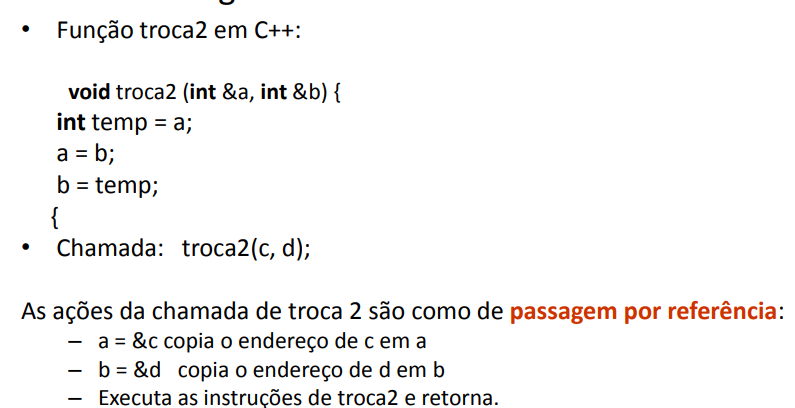 • Função troca2 em C++:
void troca2 (int &a, int &b) {
int temp = a;
a = b;
b = temp;
{
• Chamada: troca2(c, d);
As ações da chamada de troca 2 são como de passagem por referência:
– a = &c copia o endereço de c em a
– b = &d copia o endereço de d em b
– Executa as instruções de troca2 e retorna.